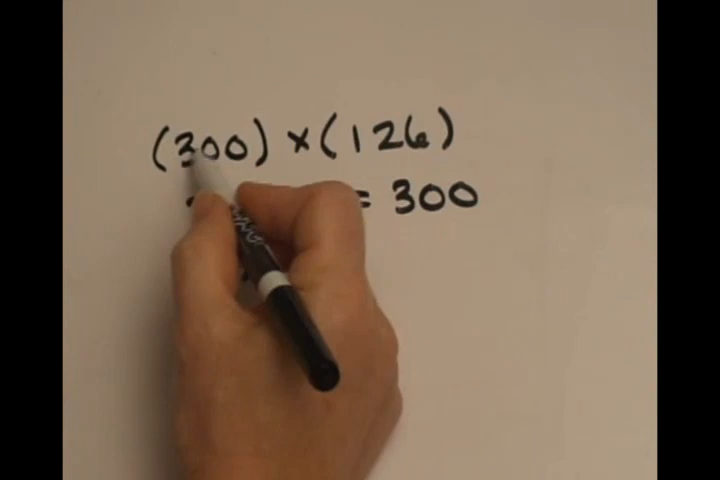 (300) × (126)
= 300